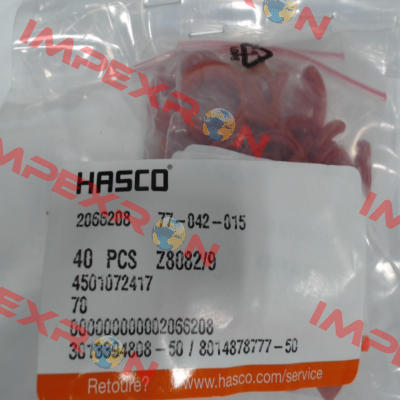 HASCO®
2066208 77-042-015
40 PCS Z8082/9
4501072417
70
000000000002066208
3013394808-50 / 8014878777-50
Retoure? www.hasco.com/service
IMPEXRON
IMPEXRON
IMPEXRON